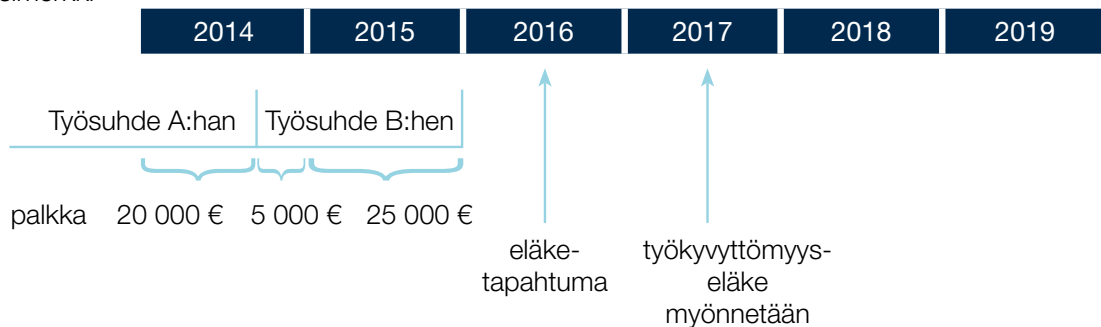 2014 2015 2016 2017 2018 2019
Työsuhde A:han Työsuhde B:hen
palkka 20 000 € 5 000 € 25 000 €
eläke-
tapahtuma
työkyvyttömyys-
eläke
myönnetään